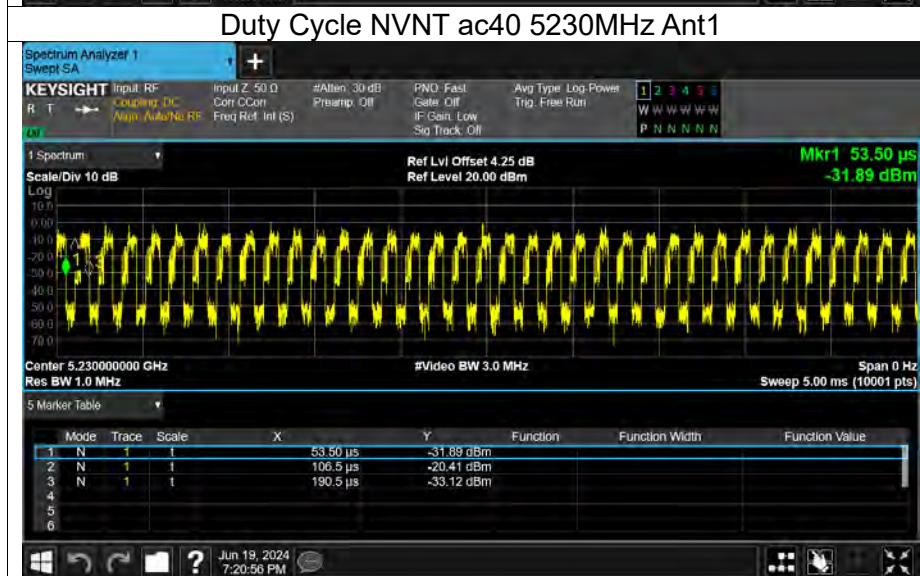 Duty Cycle NVNT ac40 5230MHz Ant1
Spectrum Analyzer 1
Swept SA
+
KEYSIGHT Input: RF Input Z: 50 Ω #Atten: 30 dB PNO: Fast Avg Type: Log-Power 1 2 3 4 5 6
R T Coupling: DC Corr CCorr Preamp: Off Gate: Off Trig: Free Run W W W W W W
Align: Auto/No RF Freq Ref: Int (S) IF Gain: Low
LXI Sig Track: Off P N N N N N
1 Spectrum Ref Lvl Offset 4.25 dB Mkr1 53.50 µs
Scale/Div 10 dB Ref Level 20.00 dBm -31.89 dBm
Log
10.0
0.00
-10.0
-20.0
-30.0
-40.0
-50.0
-60.0
-70.0
1 3
Center 5.230000000 GHz #Video BW 3.0 MHz Span 0 Hz
Res BW 1.0 MHz Sweep 5.00 ms (10001 pts)
5 Marker Table
Mode Trace Scale X Y Function Function Width Function Value
1 N 1 t 53.50 µs -31.89 dBm
2 N 1 t 106.5 µs -20.41 dBm
3 N 1 t 190.5 µs -33.12 dBm
4
5
6
? Jun 19, 2024
7:20:56 PM